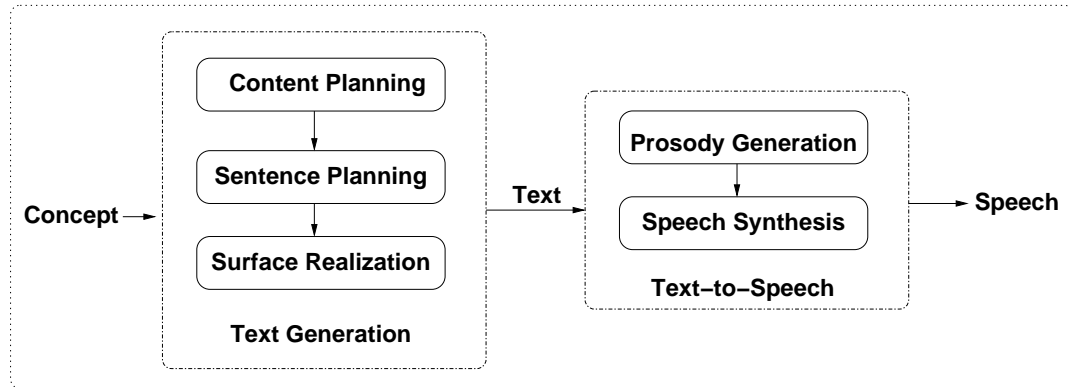 Concept
Content Planning
Sentence Planning
Surface Realization
Text Generation
Text
Prosody Generation
Speech Synthesis
Text−to−Speech
Speech